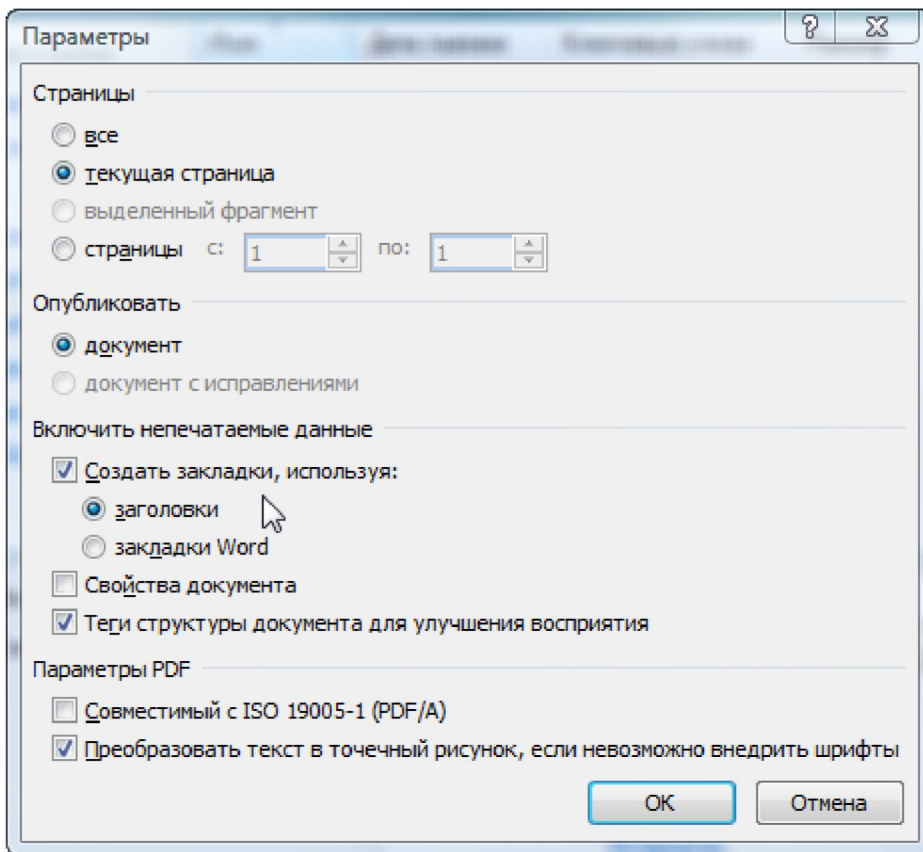 Параметры
Страницы
все
текущая страница
выделенный фрагмент
страницы с: 1 по: 1
Опубликовать
документ
документ с исправлениями
Включить непечатаемые данные
Создать закладки, используя:
заголовки
закладки Word
Свойства документа
Теги структуры документа для улучшения восприятия
Параметры PDF
Совместимый с ISO 19005-1 (PDF/A)
Преобразовать текст в точечный рисунок, если невозможно внедрить шрифты
ОК Отмена